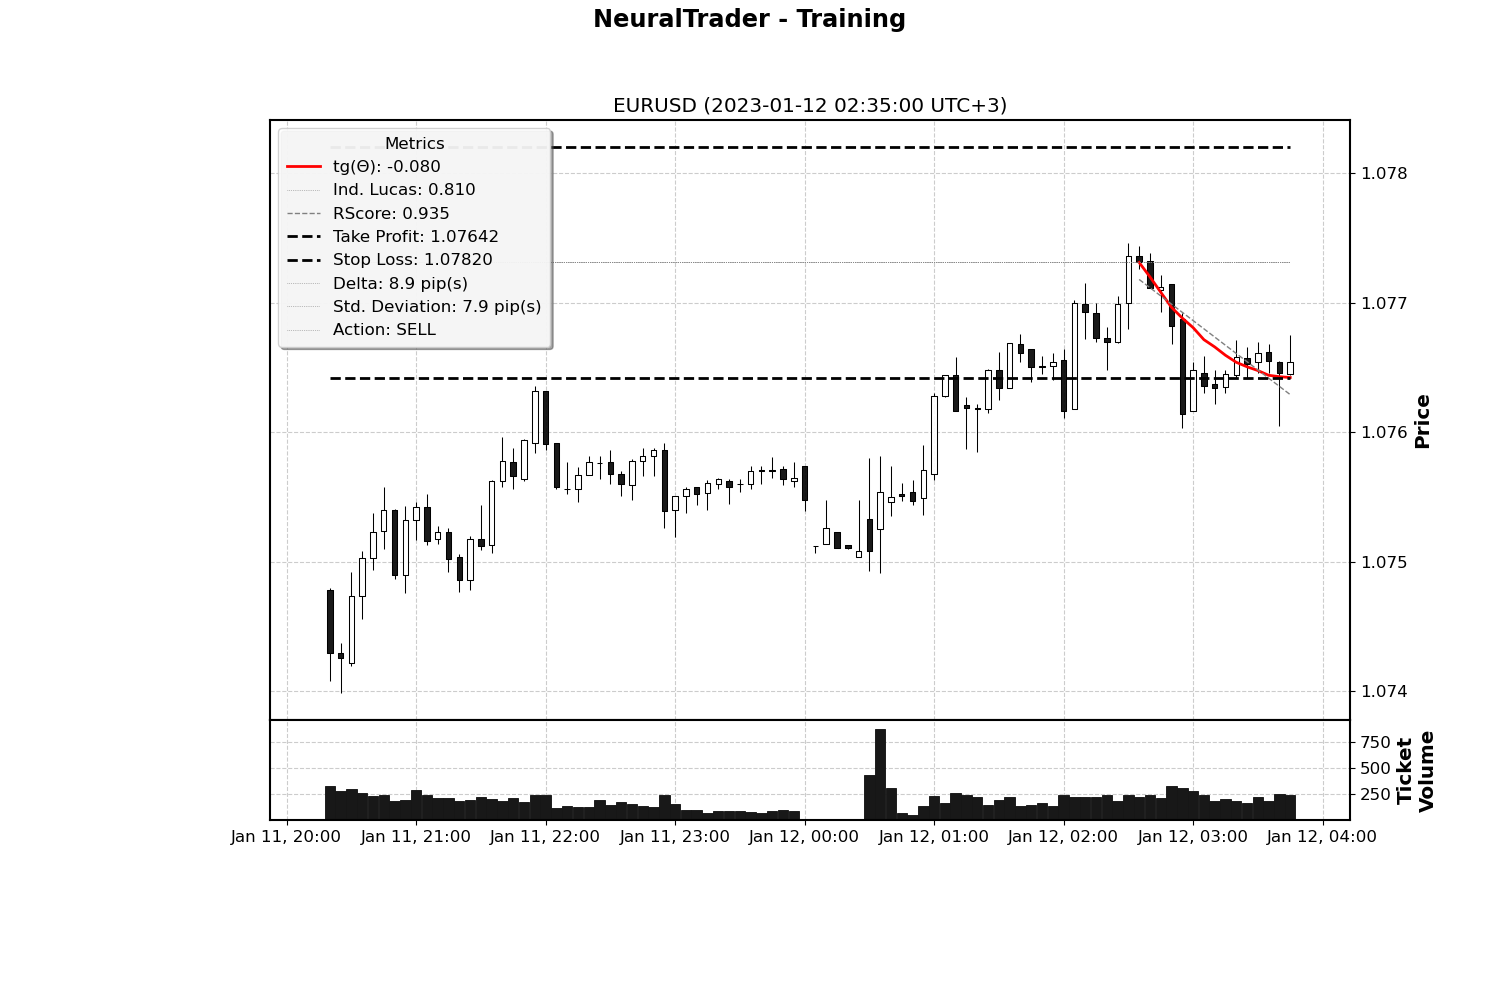 NeuralTrader - Training
EURUSD (2023-01-12 02:35:00 UTC+3)
Metrics
tg(Θ): -0.080
Ind. Lucas: 0.810
RScore: 0.935
Take Profit: 1.07642
Stop Loss: 1.07820
Delta: 8.9 pip(s)
Std. Deviation: 7.9 pip(s)
Action: SELL
1.078
1.077
1.076
1.075
1.074
Price
750
500
250
Ticket
Volume
Jan 11, 20:00 Jan 11, 21:00 Jan 11, 22:00 Jan 11, 23:00 Jan 12, 00:00 Jan 12, 01:00 Jan 12, 02:00 Jan 12, 03:00 Jan 12, 04:00